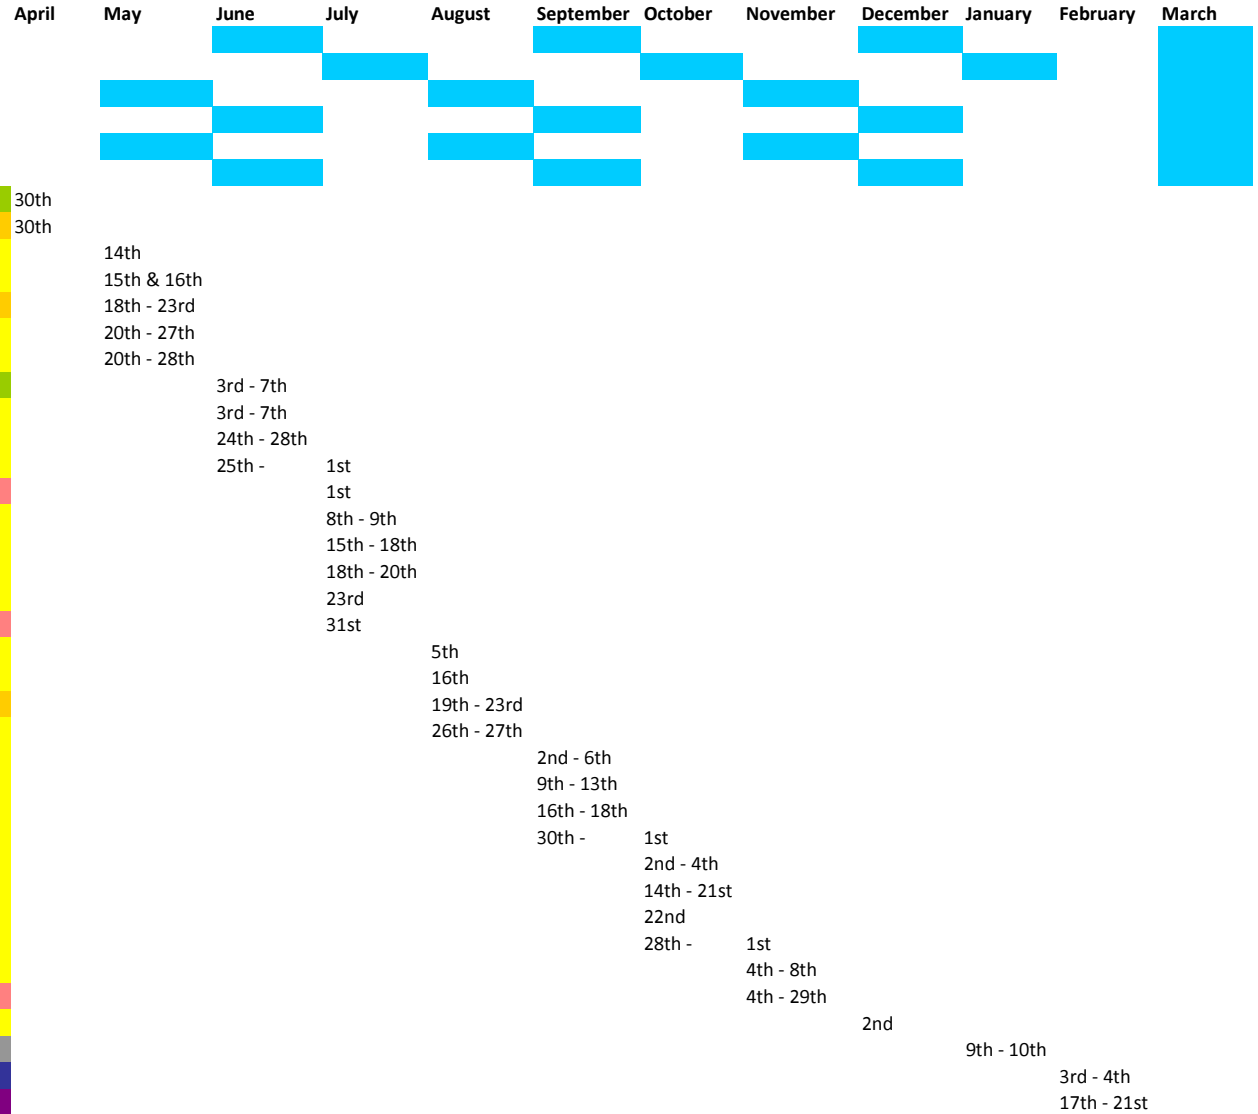 April May June July August September October November December January February March
30th
30th
14th
15th & 16th
18th - 23rd
20th - 27th
20th - 28th
3rd - 7th
3rd - 7th
24th - 28th
25th - 1st
1st
8th - 9th
15th - 18th
18th - 20th
23rd
31st
5th
16th
19th - 23rd
26th - 27th
2nd - 6th
9th - 13th
16th - 18th
30th - 1st
2nd - 4th
14th - 21st
22nd
28th - 1st
4th - 8th
4th - 29th
2nd
9th - 10th
3rd - 4th
17th - 21st